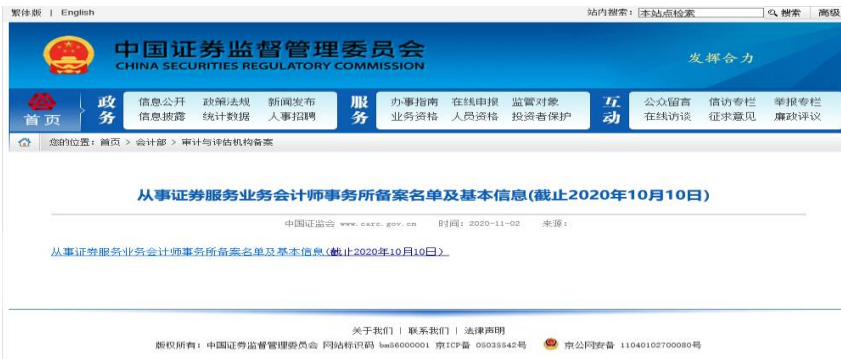 繁体版 | English 站内搜索: 本站点检索 搜索 高级
中国证券监督管理委员会
CHINA SECURITIES REGULATORY COMMISSION
发挥合力
首页 政务 信息公开 政策法规 新闻发布 服务 办事指南 在线申报 监管对象 互动 公众留言 信访专栏 举报专栏
信息披露 统计数据 人事招聘 业务资格 人员资格 投资者保护 在线访谈 征求意见 廉政评议
您的位置: 首页 > 会计部 > 审计与评估机构备案
从事证券服务业务会计师事务所备案名单及基本信息(截止2020年10月10日)
中国证监会 www.csrc.gov.cn 时间: 2020-11-02 来源:
从事证券服务业务会计师事务所备案名单及基本信息(截止2020年10月10日)
关于我们 | 联系我们 | 法律声明
版权所有: 中国证券监督管理委员会 网站标识码 bm56000001 京ICP备 05035542号 京公网安备 11040102700080号